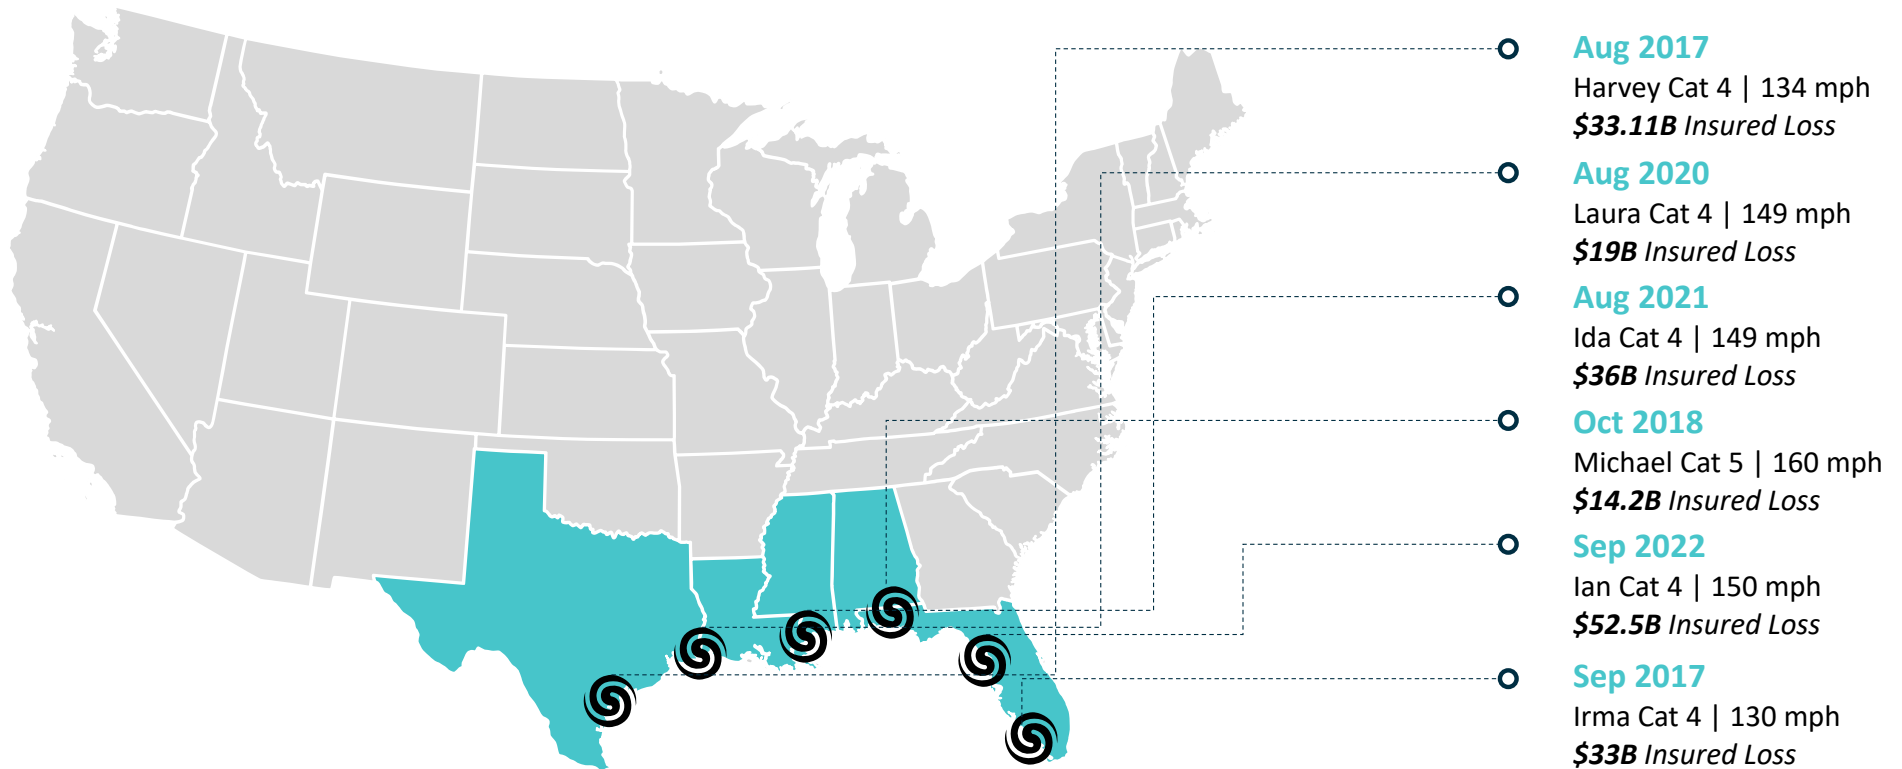 Aug 2017
Harvey Cat 4 | 134 mph
$33.11B Insured Loss
Aug 2020
Laura Cat 4 | 149 mph
$19B Insured Loss
Aug 2021
Ida Cat 4 | 149 mph
$36B Insured Loss
Oct 2018
Michael Cat 5 | 160 mph
$14.2B Insured Loss
Sep 2022
Ian Cat 4 | 150 mph
$52.5B Insured Loss
Sep 2017
Irma Cat 4 | 130 mph
$33B Insured Loss